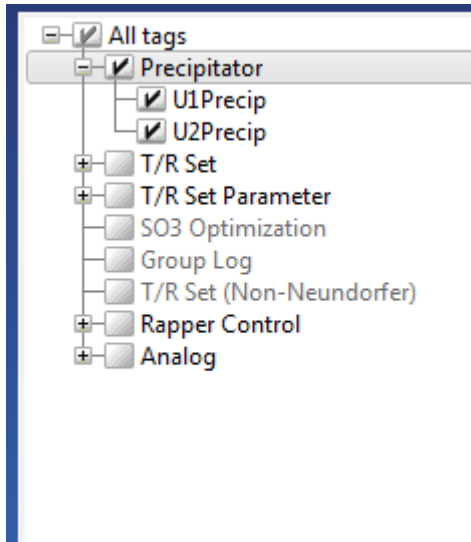 All tags
Precipitator
U1Precip
U2Precip
T/R Set
T/R Set Parameter
SO3 Optimization
Group Log
T/R Set (Non-Neundorfer)
Rapper Control
Analog